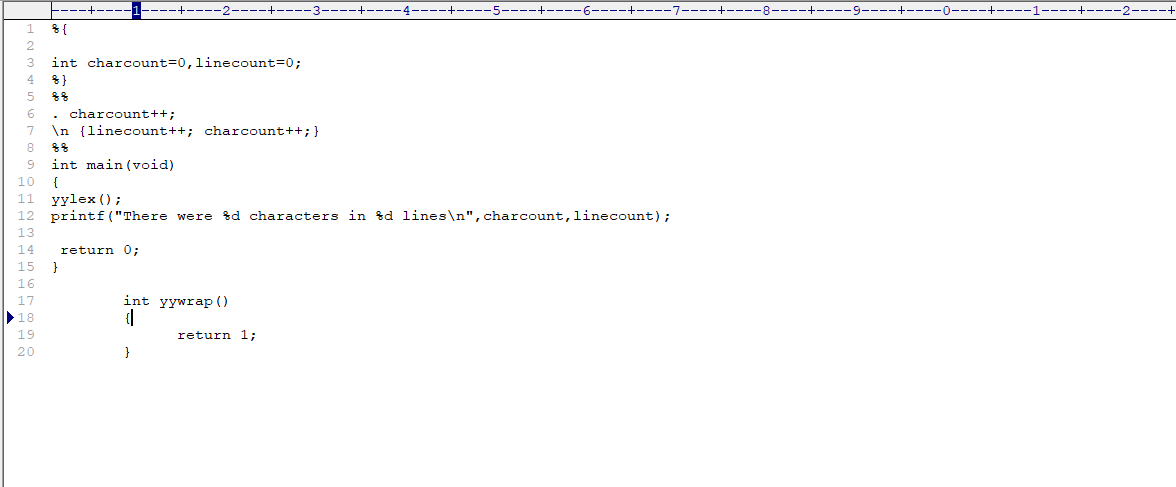 ----+----1----+----2----+----3----+----4----+----5----+----6----+----7----+----8----+----9----+----0----+----1----+----2----+
1 %{
2
3 int charcount=0,linecount=0;
4 %}
5 %%
6 . charcount++;
7 \n {linecount++; charcount++;}
8 %%
9 int main(void)
10 {
11 yylex();
12 printf("There were %d characters in %d lines\n",charcount,linecount);
13
14  return 0;
15 }
16
17         int yywrap()
18         {
19               return 1;
20         }